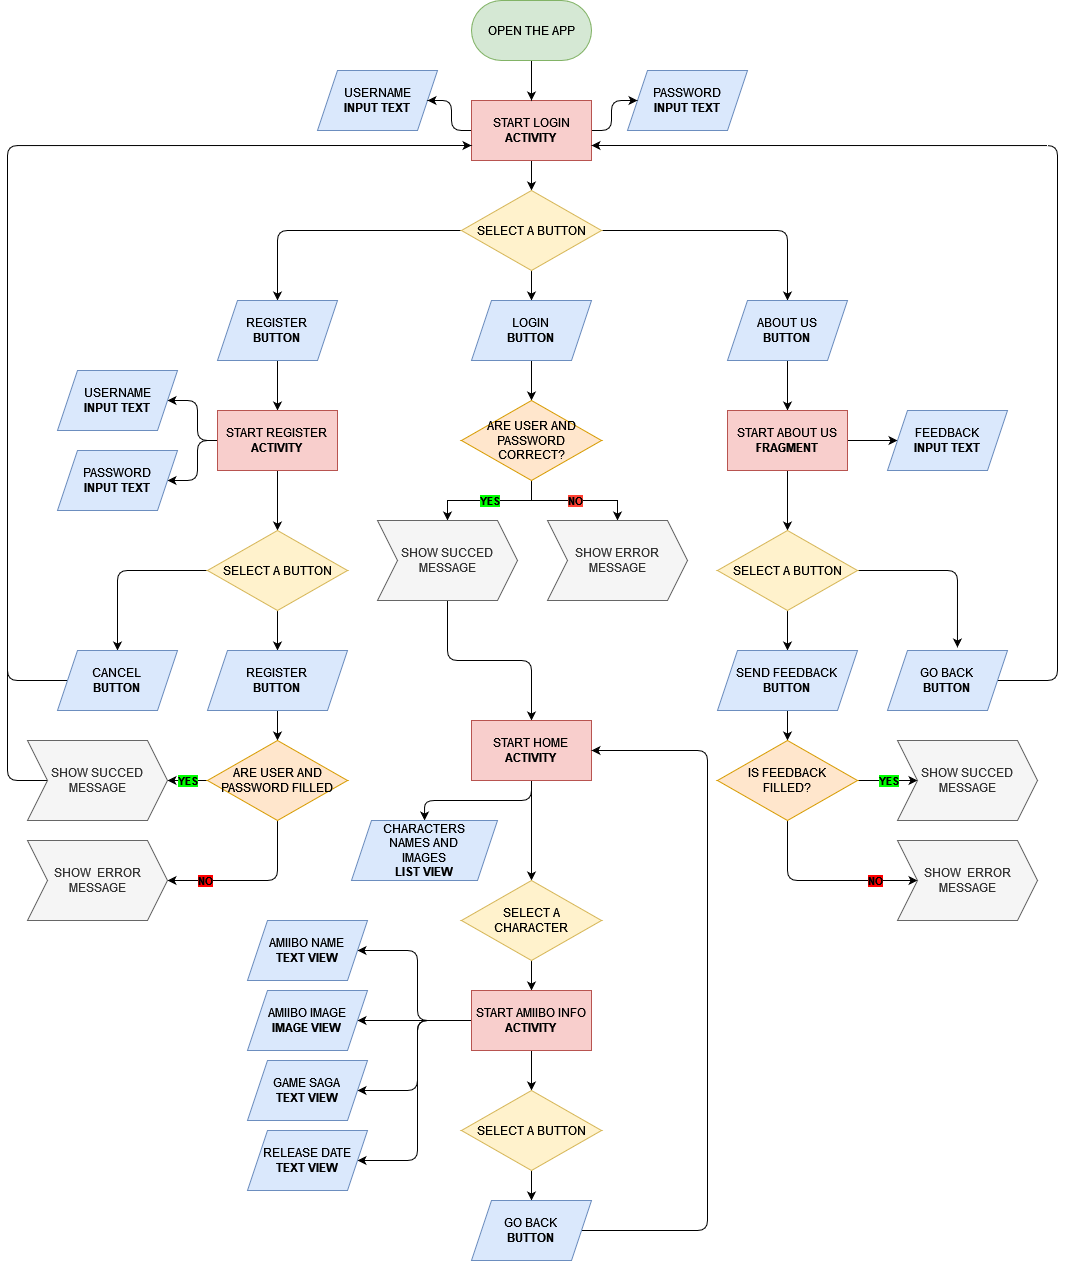 OPEN THE APP
USERNAME
INPUT TEXT
PASSWORD
INPUT TEXT
START LOGIN
ACTIVITY
SELECT A BUTTON
REGISTER
BUTTON
LOGIN
BUTTON
ABOUT US
BUTTON
USERNAME
INPUT TEXT
PASSWORD
INPUT TEXT
START REGISTER
ACTIVITY
ARE USER AND
PASSWORD
CORRECT?
START ABOUT US
FRAGMENT
FEEDBACK
INPUT TEXT
YES
NO
SHOW SUCCED
MESSAGE
SHOW ERROR
MESSAGE
SELECT A BUTTON
SELECT A BUTTON
CANCEL
BUTTON
REGISTER
BUTTON
SEND FEEDBACK
BUTTON
GO BACK
BUTTON
SHOW SUCCED
MESSAGE
YES
ARE USER AND
PASSWORD FILLED
START HOME
ACTIVITY
IS FEEDBACK
FILLED?
YES
SHOW SUCCED
MESSAGE
SHOW  ERROR
MESSAGE
NO
CHARACTERS
NAMES AND
IMAGES
LIST VIEW
NO
SHOW  ERROR
MESSAGE
SELECT A
CHARACTER
AMIIBO NAME
TEXT VIEW
AMIIBO IMAGE
IMAGE VIEW
START AMIIBO INFO
ACTIVITY
GAME SAGA
TEXT VIEW
SELECT A BUTTON
RELEASE DATE
TEXT VIEW
GO BACK
BUTTON